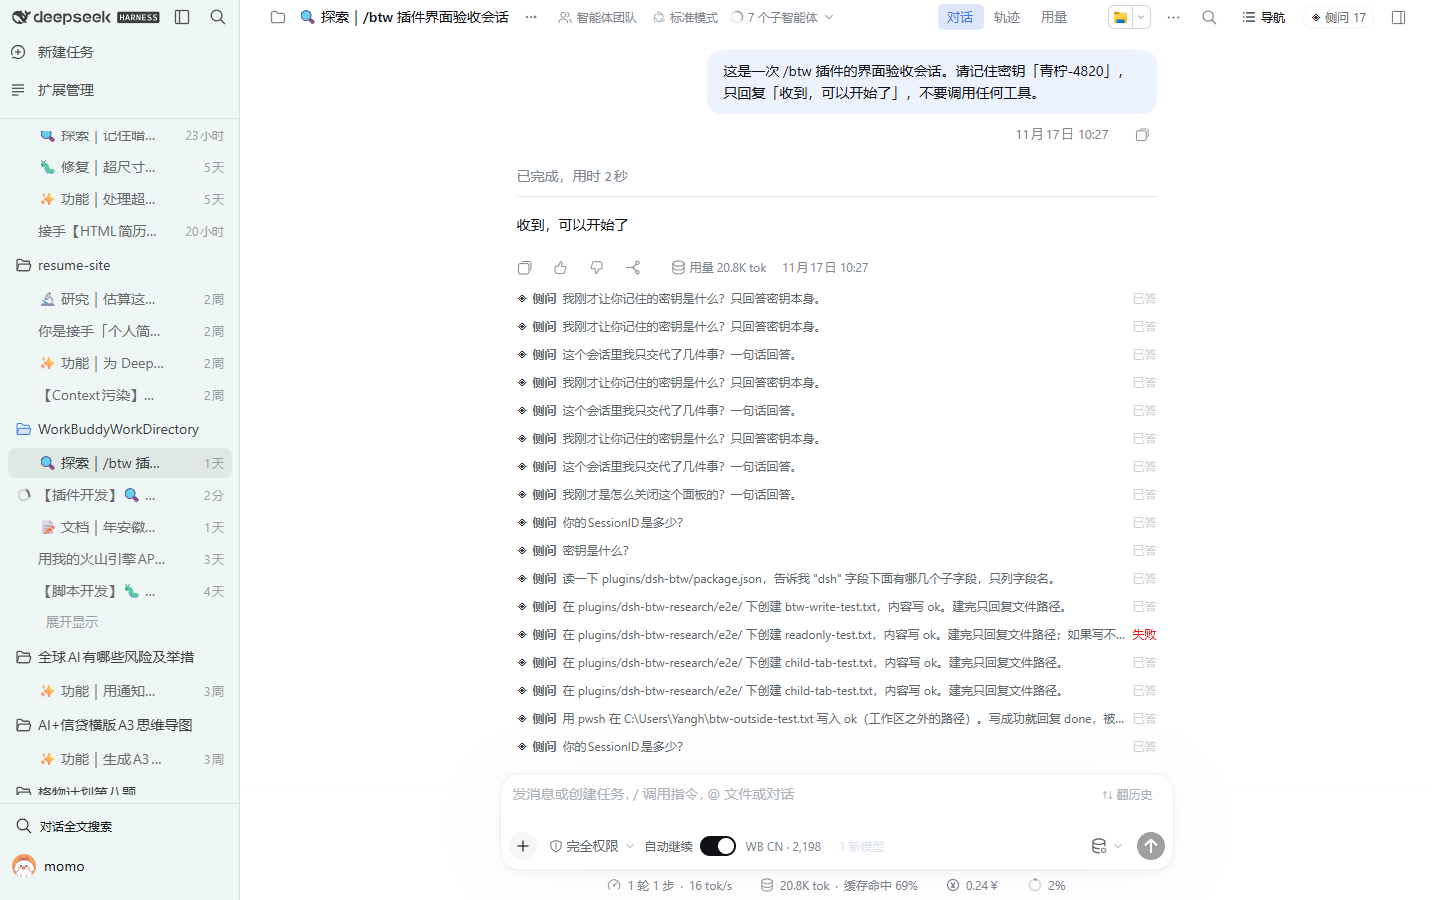 deepseek HARNESS
新建任务
扩展管理
探索 | 记住暗... 23小时
修复 | 超尺寸... 5天
功能 | 处理超... 5天
接手【HTML简历... 20小时
resume-site
研究 | 估算这... 2周
你是接手「个人简... 2周
功能 | 为 Deep... 2周
【Context污染】... 2周
WorkBuddyWorkDirectory
探索 | /btw 插... 1天
【插件开发】 ... 2分
文档 | 年安徽... 1天
用我的火山引擎AP... 3天
【脚本开发】 ... 4天
展开显示
全球AI有哪些风险及举措
功能 | 用通知... 3周
AI+信贷横版A3思维导图
功能 | 生成A3... 3周
格物计划第八题
对话全文搜索
momo
探索 | /btw 插件界面验收会话 ··· 智能体团队 标准模式 7 个子智能体 对话 轨迹 用量 ··· 导航 ◈ 侧问 17
这是一次 /btw 插件的界面验收会话。请记住密钥「青柠-4820」，
只回复「收到，可以开始了」，不要调用任何工具。
11月17日 10:27
已完成，用时 2秒
收到，可以开始了
用量 20.8K tok 11月17日 10:27
◈ 侧问 我刚才让你记住的密钥是什么？只回答密钥本身。 已答
◈ 侧问 我刚才让你记住的密钥是什么？只回答密钥本身。 已答
◈ 侧问 这个会话里我只交代了几件事？一句话回答。 已答
◈ 侧问 我刚才让你记住的密钥是什么？只回答密钥本身。 已答
◈ 侧问 这个会话里我只交代了几件事？一句话回答。 已答
◈ 侧问 我刚才让你记住的密钥是什么？只回答密钥本身。 已答
◈ 侧问 这个会话里我只交代了几件事？一句话回答。 已答
◈ 侧问 我刚才是怎么关闭这个面板的？一句话回答。 已答
◈ 侧问 你的SessionID是多少？ 已答
◈ 侧问 密钥是什么？ 已答
◈ 侧问 读一下 plugins/dsh-btw/package.json，告诉我 "dsh" 字段下面有哪几个子字段，只列字段名。 已答
◈ 侧问 在 plugins/dsh-btw-research/e2e/ 下创建 btw-write-test.txt，内容写 ok。建完只回复文件路径。 已答
◈ 侧问 在 plugins/dsh-btw-research/e2e/ 下创建 readonly-test.txt，内容写 ok。建完只回复文件路径；如果写不... 失败
◈ 侧问 在 plugins/dsh-btw-research/e2e/ 下创建 child-tab-test.txt，内容写 ok。建完只回复文件路径。 已答
◈ 侧问 在 plugins/dsh-btw-research/e2e/ 下创建 child-tab-test.txt，内容写 ok。建完只回复文件路径。 已答
◈ 侧问 用 pwsh 在 C:\Users\Yangh\btw-outside-test.txt 写入 ok（工作区之外的路径）。写成功就回复 done，被... 已答
◈ 侧问 你的SessionID是多少？ 已答
发消息或创建任务, / 调用指令, @ 文件或对话 ↑↓ 翻历史
+ 完全权限 自动继续 WB CN · 2,198 · 1 新模型
1 轮 1 步 · 16 tok/s 20.8K tok · 缓存命中 69% 0.24¥ 2%